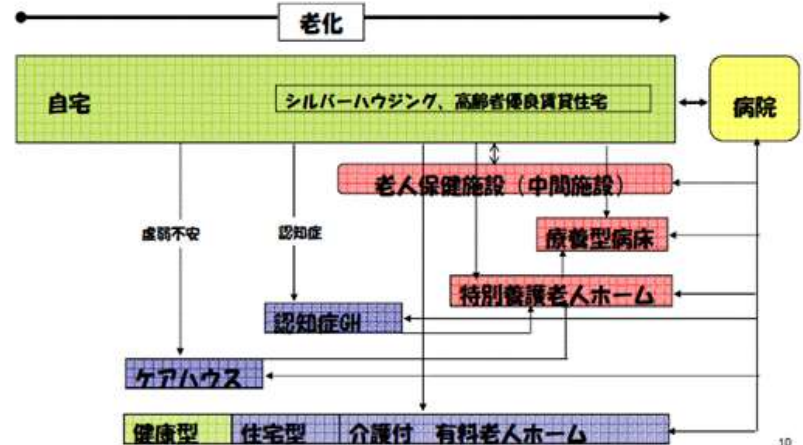 老化
自宅
シルバーハウジング、高齢者優良賃貸住宅
病院
老人保健施設（中間施設）
虚弱不安
認知症
療養型病床
特別養護老人ホーム
認知症GH
ケアハウス
健康型 住宅型 介護付 有料老人ホーム
10